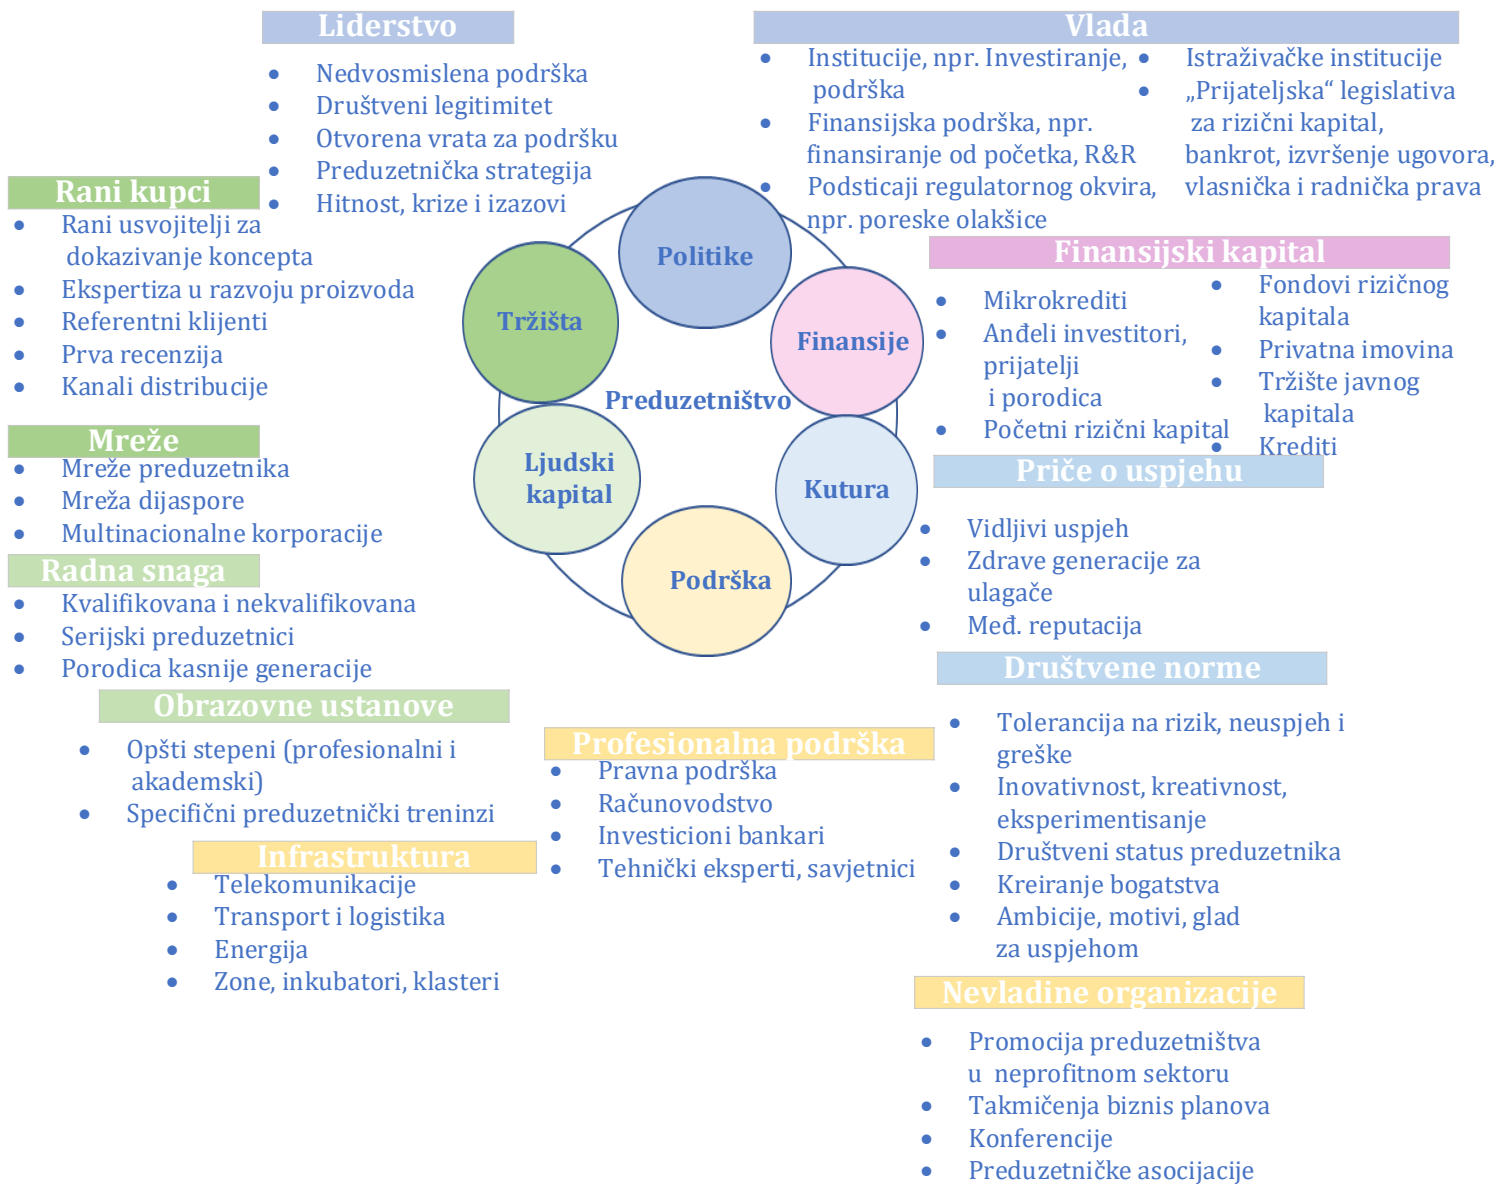 Liderstvo
Nedvosmislena podrška
Društveni legitimitet
Otvorena vrata za podršku
Preduzetnička strategija
Hitnost, krize i izazovi
Vlada
Institucije, npr. Investiranje,
podrška
Finansijska podrška, npr.
finansiranje od početka, R&R
Podsticaji regulatornog okvira,
npr. poreske olakšice
Istraživačke institucije
„Prijateljska“ legislativa
za rizični kapital,
bankrot, izvršenje ugovora,
vlasnička i radnička prava
Rani kupci
Rani usvojitelji za
dokazivanje koncepta
Ekspertiza u razvoju proizvoda
Referentni klijenti
Prva recenzija
Kanali distribucije
Politike
Tržišta
Finansije
Preduzetništvo
Ljudski
kapital
Kutura
Podrška
Finansijski kapital
Mikrokrediti
Anđeli investitori,
prijatelji
i porodica
Početni rizični kapital
Fondovi rizičnog
kapitala
Privatna imovina
Tržište javnog
kapitala
Krediti
Mreže
Mreže preduzetnika
Mreža dijaspore
Multinacionalne korporacije
Priče o uspjehu
Vidljivi uspjeh
Zdrave generacije za
ulagače
Međ. reputacija
Radna snaga
Kvalifikovana i nekvalifikovana
Serijski preduzetnici
Porodica kasnije generacije
Društvene norme
Tolerancija na rizik, neuspjeh i
greške
Inovativnost, kreativnost,
eksperimentisanje
Društveni status preduzetnika
Kreiranje bogatstva
Ambicije, motivi, glad
za uspjehom
Obrazovne ustanove
Opšti stepeni (profesionalni i
akademski)
Specifični preduzetnički treninzi
Profesionalna podrška
Pravna podrška
Računovodstvo
Investicioni bankari
Tehnički eksperti, savjetnici
Infrastruktura
Telekomunikacije
Transport i logistika
Energija
Zone, inkubatori, klasteri
Nevladine organizacije
Promocija preduzetništva
u neprofitnom sektoru
Takmičenja biznis planova
Konferencije
Preduzetničke asocijacije